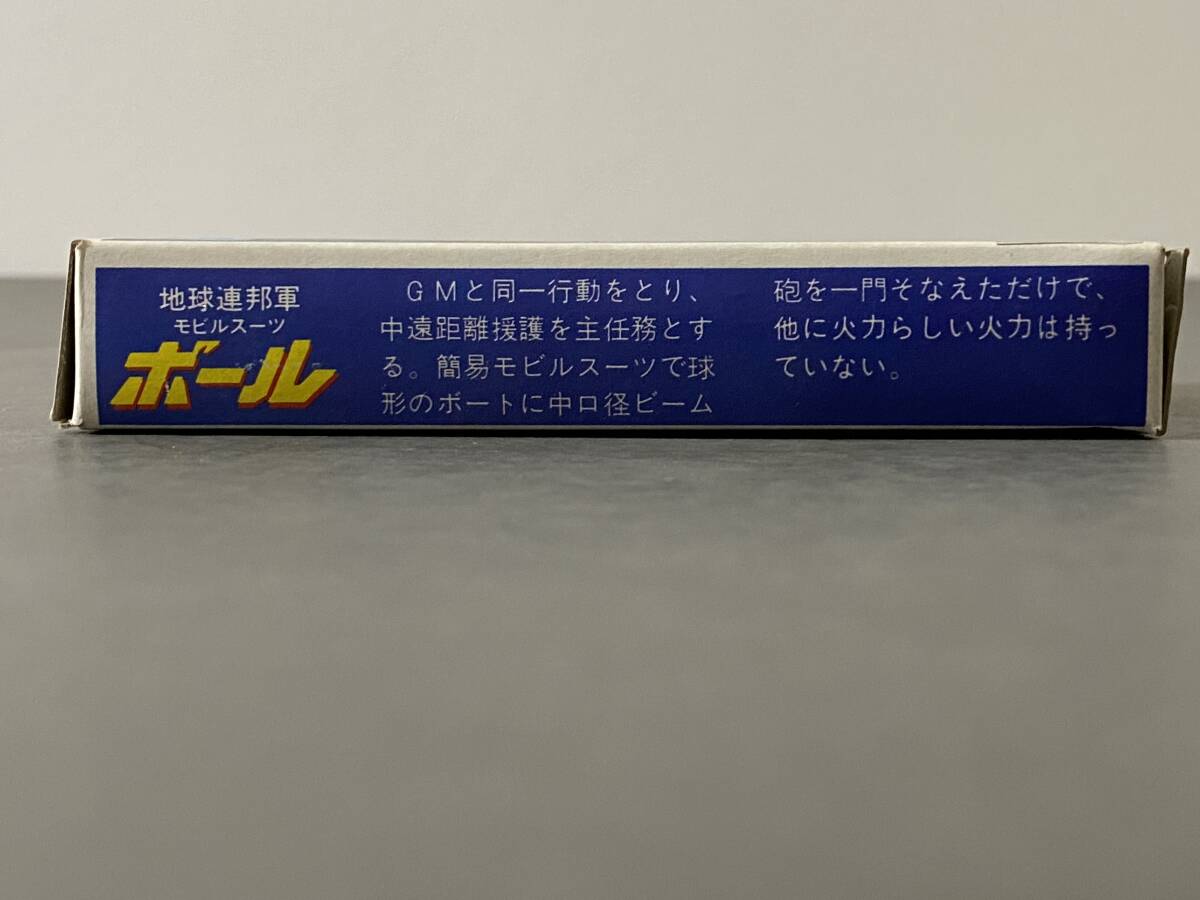 地球連邦軍
モビルスーツ
ボール
GMと同一行動をとり、
中遠距離援護を主任務とす
る。簡易モビルスーツで球
形のボートに中口径ビーム
砲を一門そなえただけで、
他に火力らしい火力は持っ
ていない。